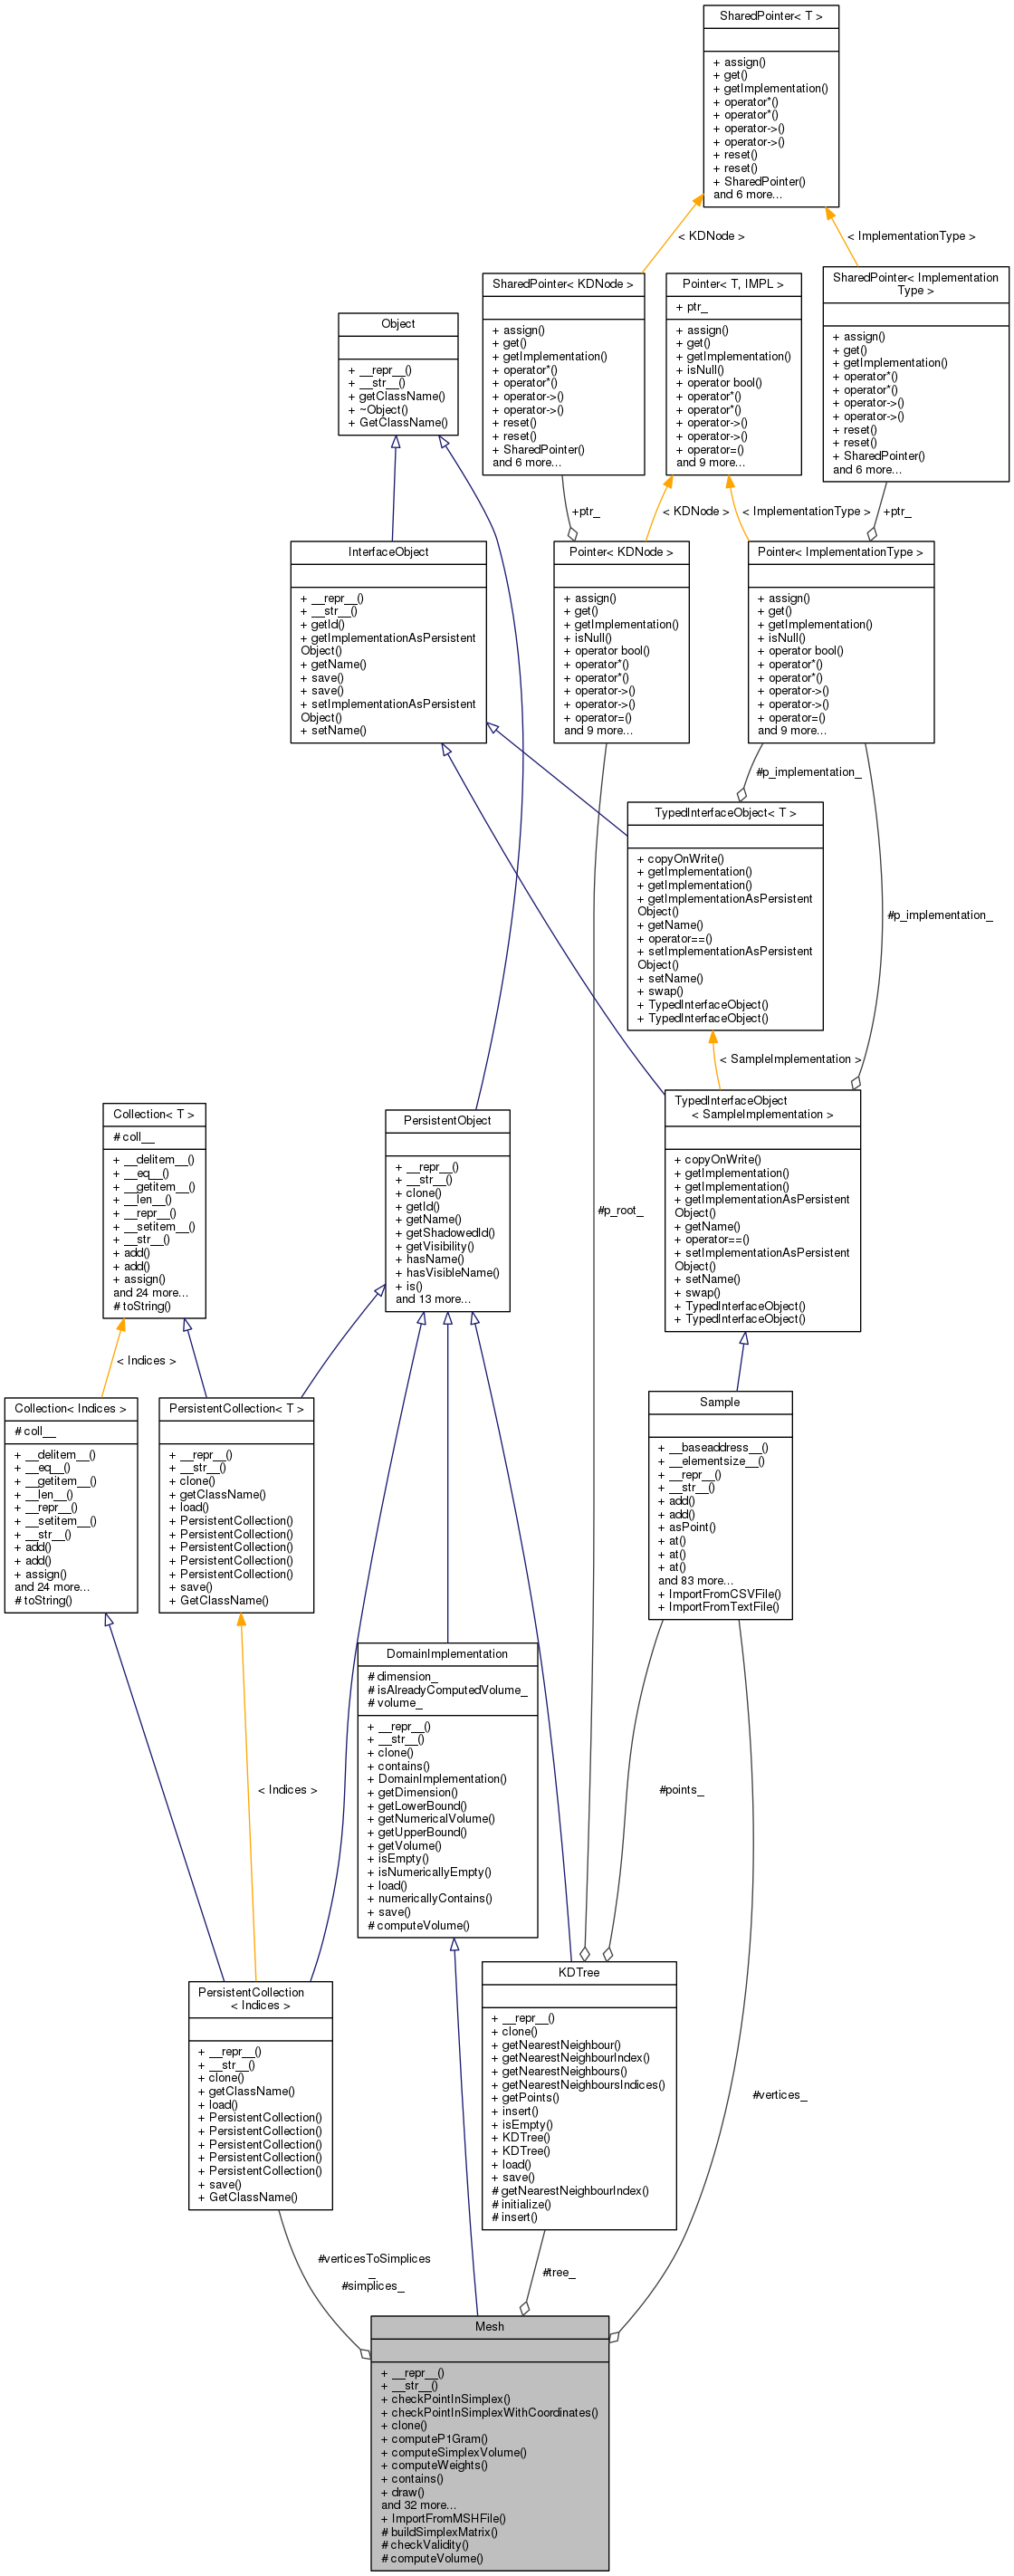 SharedPointer< T >
+ assign()
+ get()
+ getImplementation()
+ operator*()
+ operator*()
+ operator->()
+ operator->()
+ reset()
+ reset()
+ SharedPointer()
and 6 more...
< KDNode >
< ImplementationType >
SharedPointer< KDNode >
+ assign()
+ get()
+ getImplementation()
+ operator*()
+ operator*()
+ operator->()
+ operator->()
+ reset()
+ reset()
+ SharedPointer()
and 6 more...
Pointer< T, IMPL >
+ ptr_
+ assign()
+ get()
+ getImplementation()
+ isNull()
+ operator bool()
+ operator*()
+ operator*()
+ operator->()
+ operator->()
+ operator=()
and 9 more...
SharedPointer< Implementation
Type >
+ assign()
+ get()
+ getImplementation()
+ operator*()
+ operator*()
+ operator->()
+ operator->()
+ reset()
+ reset()
+ SharedPointer()
and 6 more...
Object
+ __repr__()
+ __str__()
+ getClassName()
+ ~Object()
+ GetClassName()
+ptr_
< KDNode >
< ImplementationType >
+ptr_
InterfaceObject
+ __repr__()
+ __str__()
+ getId()
+ getImplementationAsPersistent
Object()
+ getName()
+ save()
+ save()
+ setImplementationAsPersistent
Object()
+ setName()
Pointer< KDNode >
+ assign()
+ get()
+ getImplementation()
+ isNull()
+ operator bool()
+ operator*()
+ operator*()
+ operator->()
+ operator->()
+ operator=()
and 9 more...
Pointer< ImplementationType >
+ assign()
+ get()
+ getImplementation()
+ isNull()
+ operator bool()
+ operator*()
+ operator*()
+ operator->()
+ operator->()
+ operator=()
and 9 more...
#p_implementation_
TypedInterfaceObject< T >
+ copyOnWrite()
+ getImplementation()
+ getImplementation()
+ getImplementationAsPersistent
Object()
+ getName()
+ operator==()
+ setImplementationAsPersistent
Object()
+ setName()
+ swap()
+ TypedInterfaceObject()
+ TypedInterfaceObject()
#p_implementation_
< SampleImplementation >
Collection< T >
# coll__
+ __delitem__()
+ __eq__()
+ __getitem__()
+ __len__()
+ __repr__()
+ __setitem__()
+ __str__()
+ add()
+ add()
+ assign()
and 24 more...
# toString()
PersistentObject
+ __repr__()
+ __str__()
+ clone()
+ getId()
+ getName()
+ getShadowedId()
+ getVisibility()
+ hasName()
+ hasVisibleName()
+ is()
and 13 more...
#p_root_
TypedInterfaceObject
< SampleImplementation >
+ copyOnWrite()
+ getImplementation()
+ getImplementation()
+ getImplementationAsPersistent
Object()
+ getName()
+ operator==()
+ setImplementationAsPersistent
Object()
+ setName()
+ swap()
+ TypedInterfaceObject()
+ TypedInterfaceObject()
< Indices >
Collection< Indices >
# coll__
+ __delitem__()
+ __eq__()
+ __getitem__()
+ __len__()
+ __repr__()
+ __setitem__()
+ __str__()
+ add()
+ add()
+ assign()
and 24 more...
# toString()
PersistentCollection< T >
+ __repr__()
+ __str__()
+ clone()
+ getClassName()
+ load()
+ PersistentCollection()
+ PersistentCollection()
+ PersistentCollection()
+ PersistentCollection()
+ PersistentCollection()
+ save()
+ GetClassName()
Sample
+ __baseaddress__()
+ __elementsize__()
+ __repr__()
+ __str__()
+ add()
+ add()
+ asPoint()
+ at()
+ at()
+ at()
and 83 more...
+ ImportFromCSVFile()
+ ImportFromTextFile()
DomainImplementation
# dimension_
# isAlreadyComputedVolume_
# volume_
+ __repr__()
+ __str__()
+ clone()
+ contains()
+ DomainImplementation()
+ getDimension()
+ getLowerBound()
+ getNumericalVolume()
+ getUpperBound()
+ getVolume()
+ isEmpty()
+ isNumericallyEmpty()
+ load()
+ numericallyContains()
+ save()
# computeVolume()
< Indices >
#points_
PersistentCollection
< Indices >
+ __repr__()
+ __str__()
+ clone()
+ getClassName()
+ load()
+ PersistentCollection()
+ PersistentCollection()
+ PersistentCollection()
+ PersistentCollection()
+ PersistentCollection()
+ save()
+ GetClassName()
KDTree
+ __repr__()
+ clone()
+ getNearestNeighbour()
+ getNearestNeighbourIndex()
+ getNearestNeighbours()
+ getNearestNeighboursIndices()
+ getPoints()
+ insert()
+ isEmpty()
+ KDTree()
+ KDTree()
+ load()
+ save()
# getNearestNeighbourIndex()
# initialize()
# insert()
#vertices_
#verticesToSimplices
_
#simplices_
#tree_
Mesh
+ __repr__()
+ __str__()
+ checkPointInSimplex()
+ checkPointInSimplexWithCoordinates()
+ clone()
+ computeP1Gram()
+ computeSimplexVolume()
+ computeWeights()
+ contains()
+ draw()
and 32 more...
+ ImportFromMSHFile()
# buildSimplexMatrix()
# checkValidity()
# computeVolume()